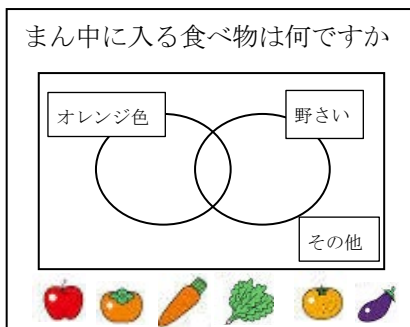 まん中に入る食べ物は何ですか
オレンジ色
野さい
その他